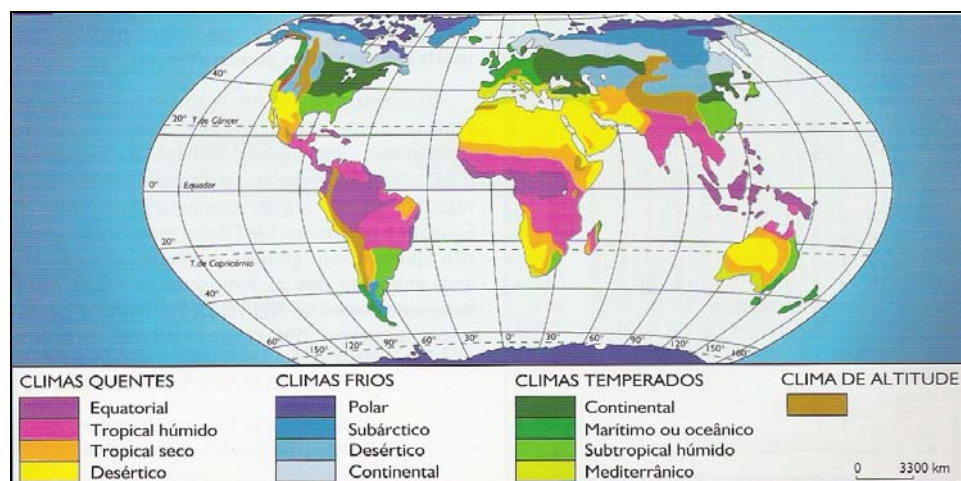 40°
20°
T. de Câncer
0°
Equador
20°
T. de Capricórnio
40°
60°
150°
120°
90°
60°
30°
0°
30°
60°
90°
120°
150°
180°
CLIMAS QUENTES
Equatorial
Tropical húmido
Tropical seco
Desértico
CLIMAS FRIOS
Polar
Subárctico
Desértico
Continental
CLIMAS TEMPERADOS
Continental
Marítimo ou oceânico
Subtropical húmido
Mediterrânico
CLIMA DE ALTITUDE
0 3300 km